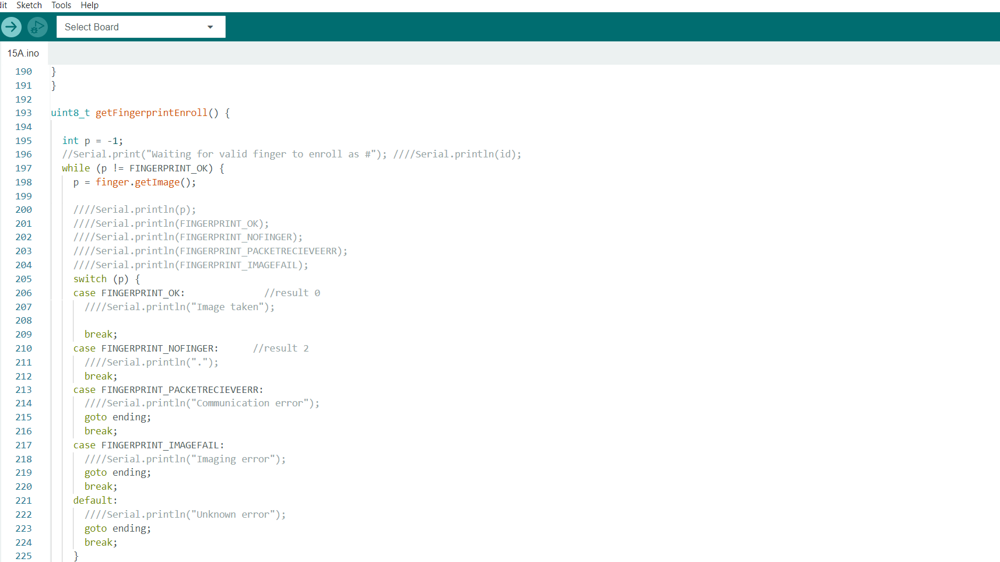 dit Sketch Tools Help
Select Board
15A.ino
190 }
191 }
192
193 uint8_t getFingerprintEnroll() {
194
195 int p = -1;
196 //Serial.print("Waiting for valid finger to enroll as #"); ////Serial.println(id);
197 while (p != FINGERPRINT_OK) {
198 p = finger.getImage();
199
200 ////Serial.println(p);
201 ////Serial.println(FINGERPRINT_OK);
202 ////Serial.println(FINGERPRINT_NOFINGER);
203 ////Serial.println(FINGERPRINT_PACKETRECIEVEERR);
204 ////Serial.println(FINGERPRINT_IMAGEFAIL);
205 switch (p) {
206 case FINGERPRINT_OK: //result 0
207 ////Serial.println("Image taken");
208
209 break;
210 case FINGERPRINT_NOFINGER: //result 2
211 ////Serial.println(".");
212 break;
213 case FINGERPRINT_PACKETRECIEVEERR:
214 ////Serial.println("Communication error");
215 goto ending;
216 break;
217 case FINGERPRINT_IMAGEFAIL:
218 ////Serial.println("Imaging error");
219 goto ending;
220 break;
221 default:
222 ////Serial.println("Unknown error");
223 goto ending;
224 break;
225 }